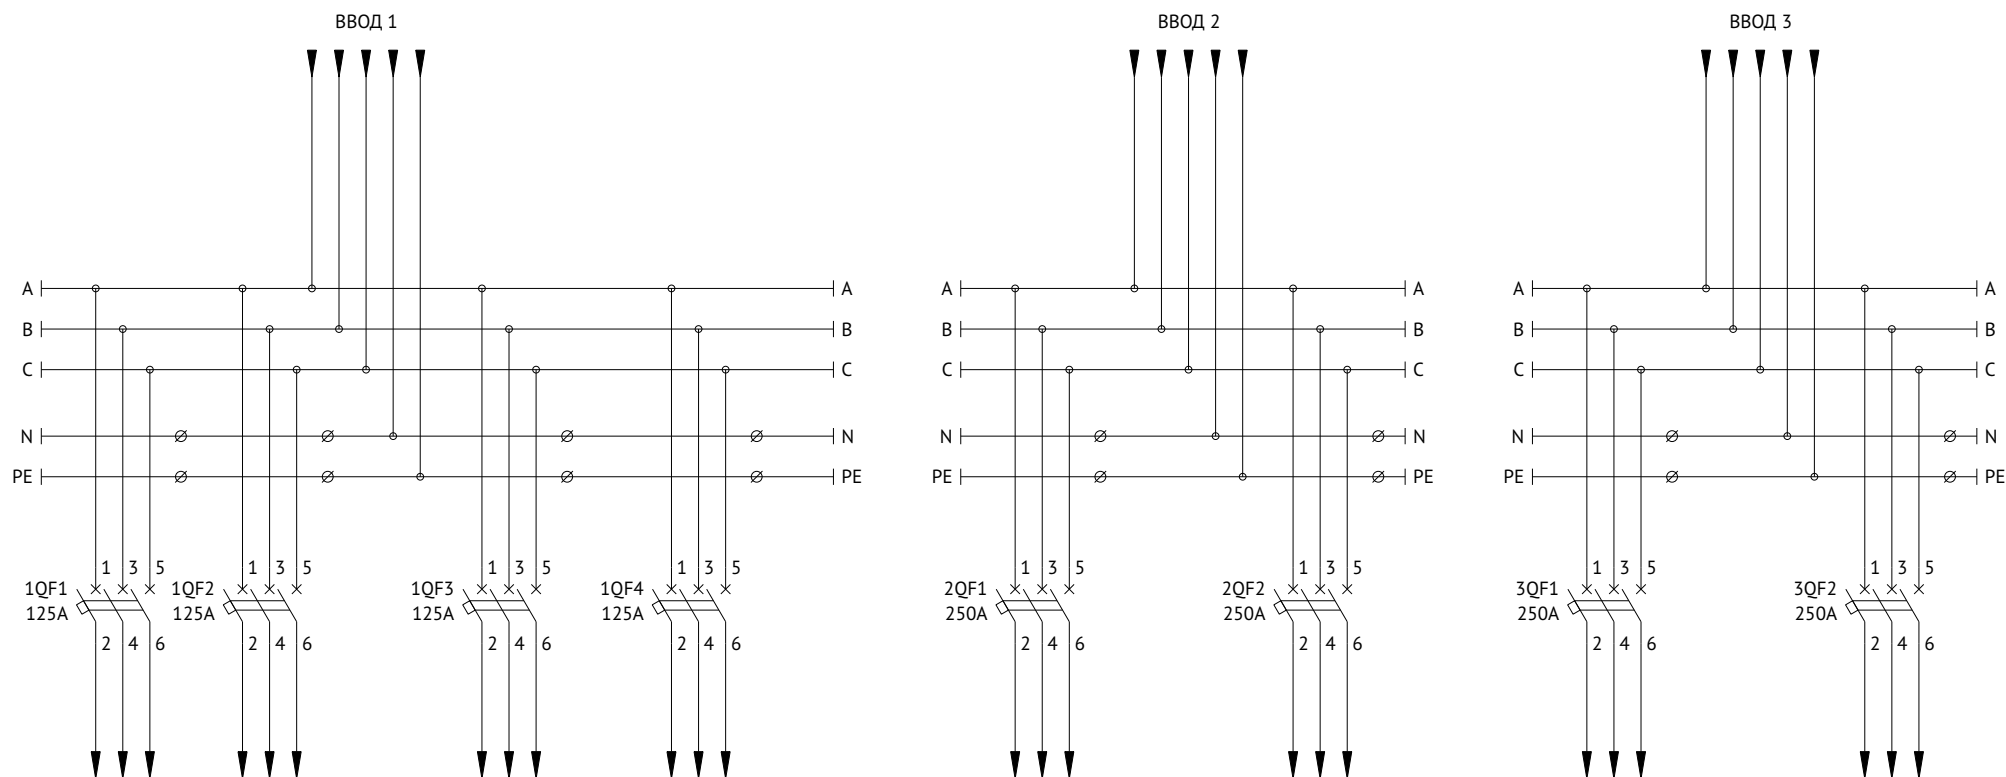 ВВОД 1 ВВОД 2 ВВОД 3
A A A A A A
B B B B B B
C C C C C C
N N N N N N
PE PE PE PE PE PE
1 3 5 1 3 5 1 3 5 1 3 5 1 3 5 1 3 5 1 3 5 1 3 5
1QF1 1QF2 1QF3 1QF4 2QF1 2QF2 3QF1 3QF2
125A 125A 125A 125A 250A 250A 250A 250A
2 4 6 2 4 6 2 4 6 2 4 6 2 4 6 2 4 6 2 4 6 2 4 6